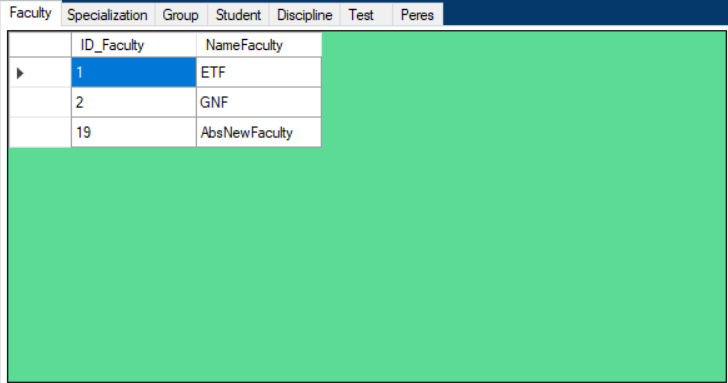 Faculty Specialization Group Student Discipline Test Peres
ID_Faculty NameFaculty
1 ETF
2 GNF
19 AbsNewFaculty